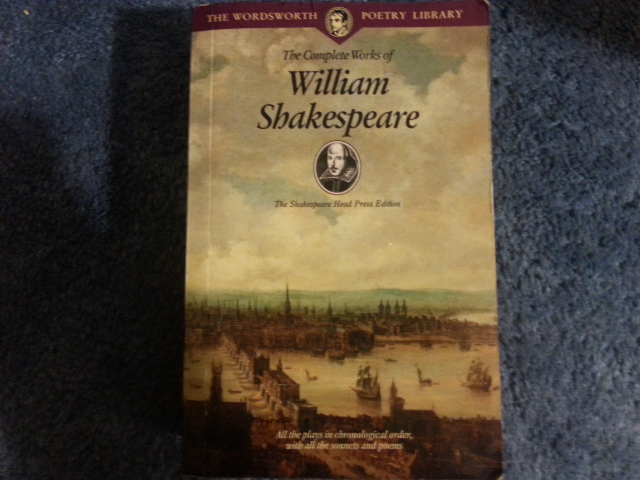 THE WORDSWORTH POETRY LIBRARY
The Complete Works of
William
Shakespeare
The Shakespeare Head Press Edition
All the plays in chronological order,
with all the sonnets and poems